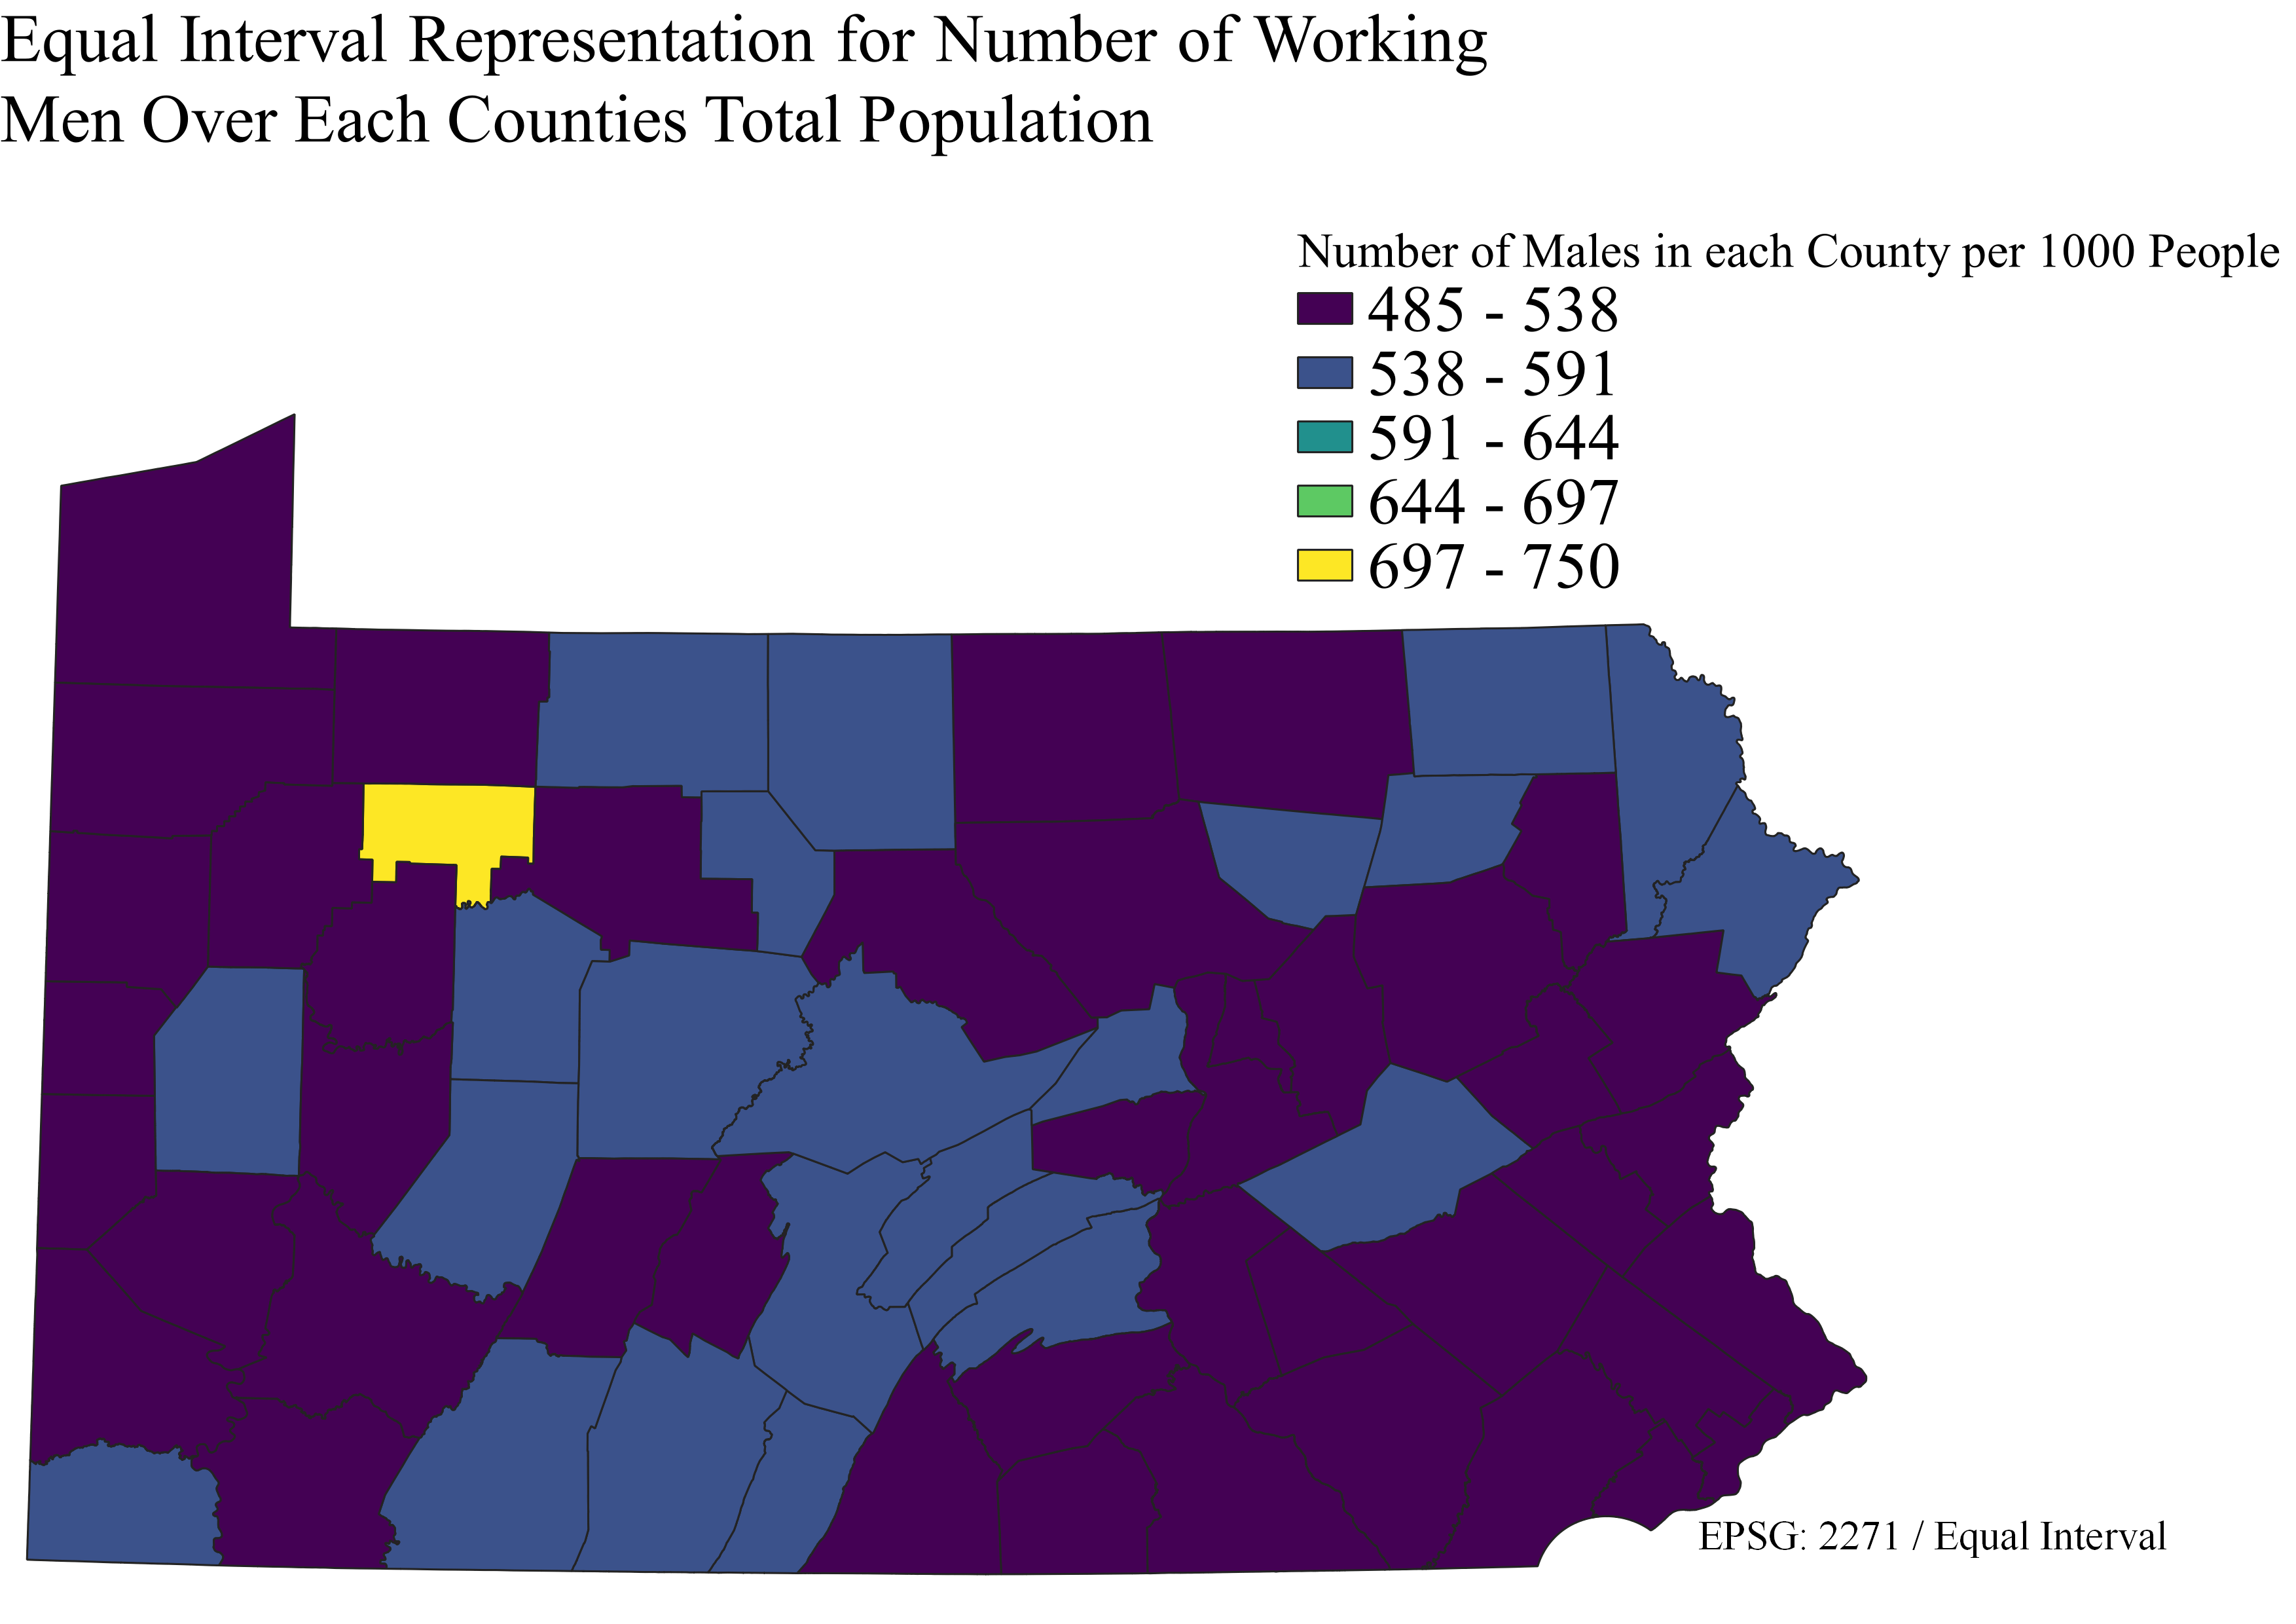 Equal Interval Representation for Number of Working
Men Over Each Counties Total Population
Number of Males in each County per 1000 People
485 - 538
538 - 591
591 - 644
644 - 697
697 - 750
EPSG: 2271 / Equal Interval